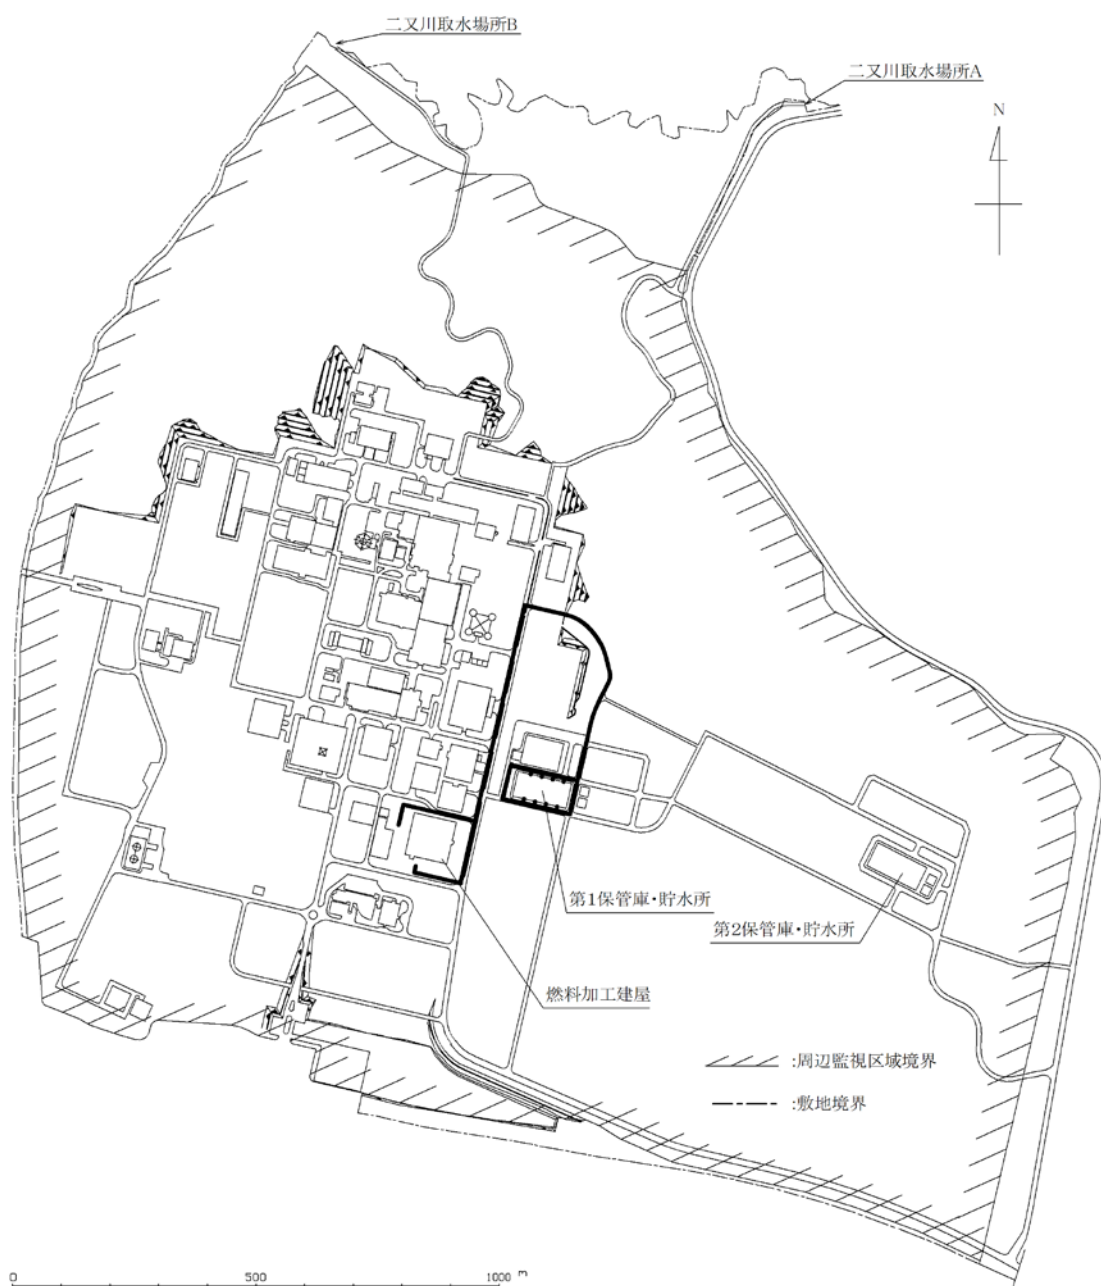 二又川取水場所B
二又川取水場所A
N
第1保管庫・貯水所
第2保管庫・貯水所
燃料加工建屋
:周辺監視区域境界
:敷地境界
0 500 1000 m